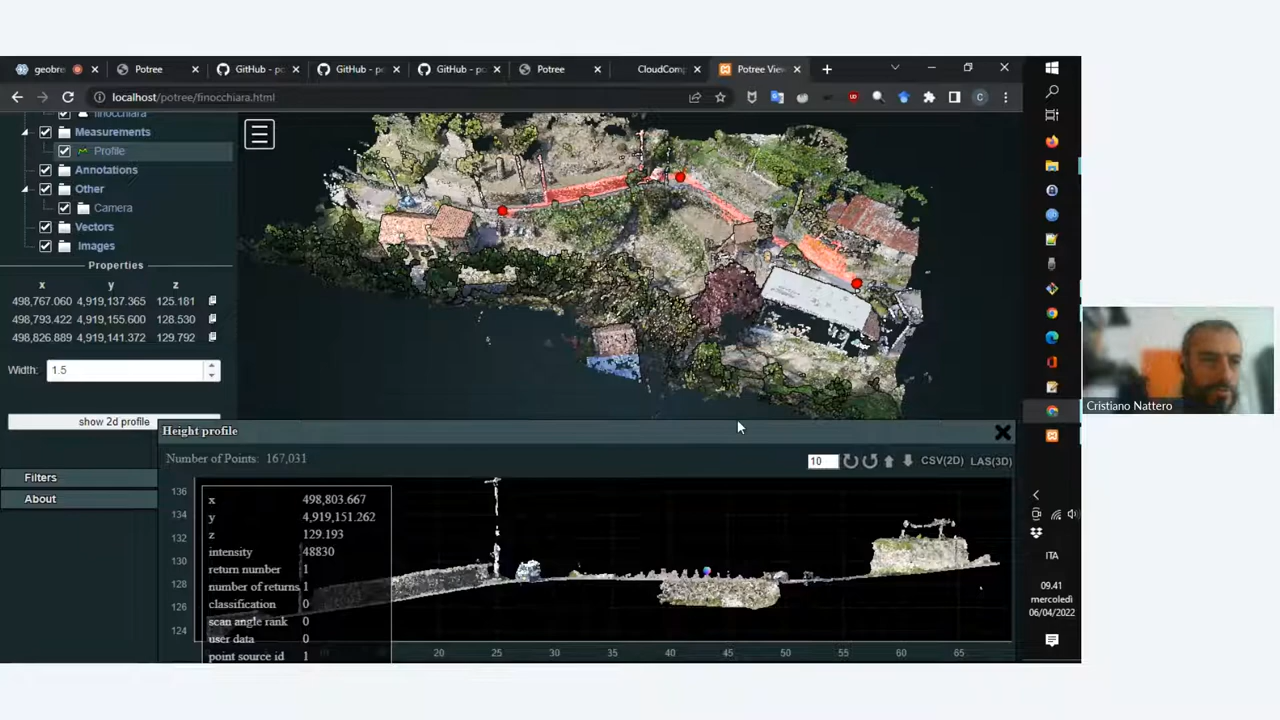 geobre
Potree
GitHub - po
GitHub - pe
GitHub - po
Potree
CloudComp
Potree View
localhost/potree/finocchiara.html
finocchiara
Measurements
Profile
Annotations
Other
Camera
Vectors
Images
Properties
x y z
498,767.060 4,919,137.365 125.181
498,793.422 4,919,155.600 128.530
498,826.889 4,919,141.372 129.792
Width: 1.5
show 2d profile
Filters
About
Height profile
Number of Points: 167,031
10
CSV(2D) LAS(3D)
x 498,803.667
y 4,919,151.262
z 129.193
intensity 48830
return number 1
number of returns 1
classification 0
scan angle rank 0
user data 0
point source id 1
136
134
132
130
128
126
124
20 25 30 35 40 45 50 55 60 65
Cristiano Nattero
ITA
09.41
mercoledì
06/04/2022